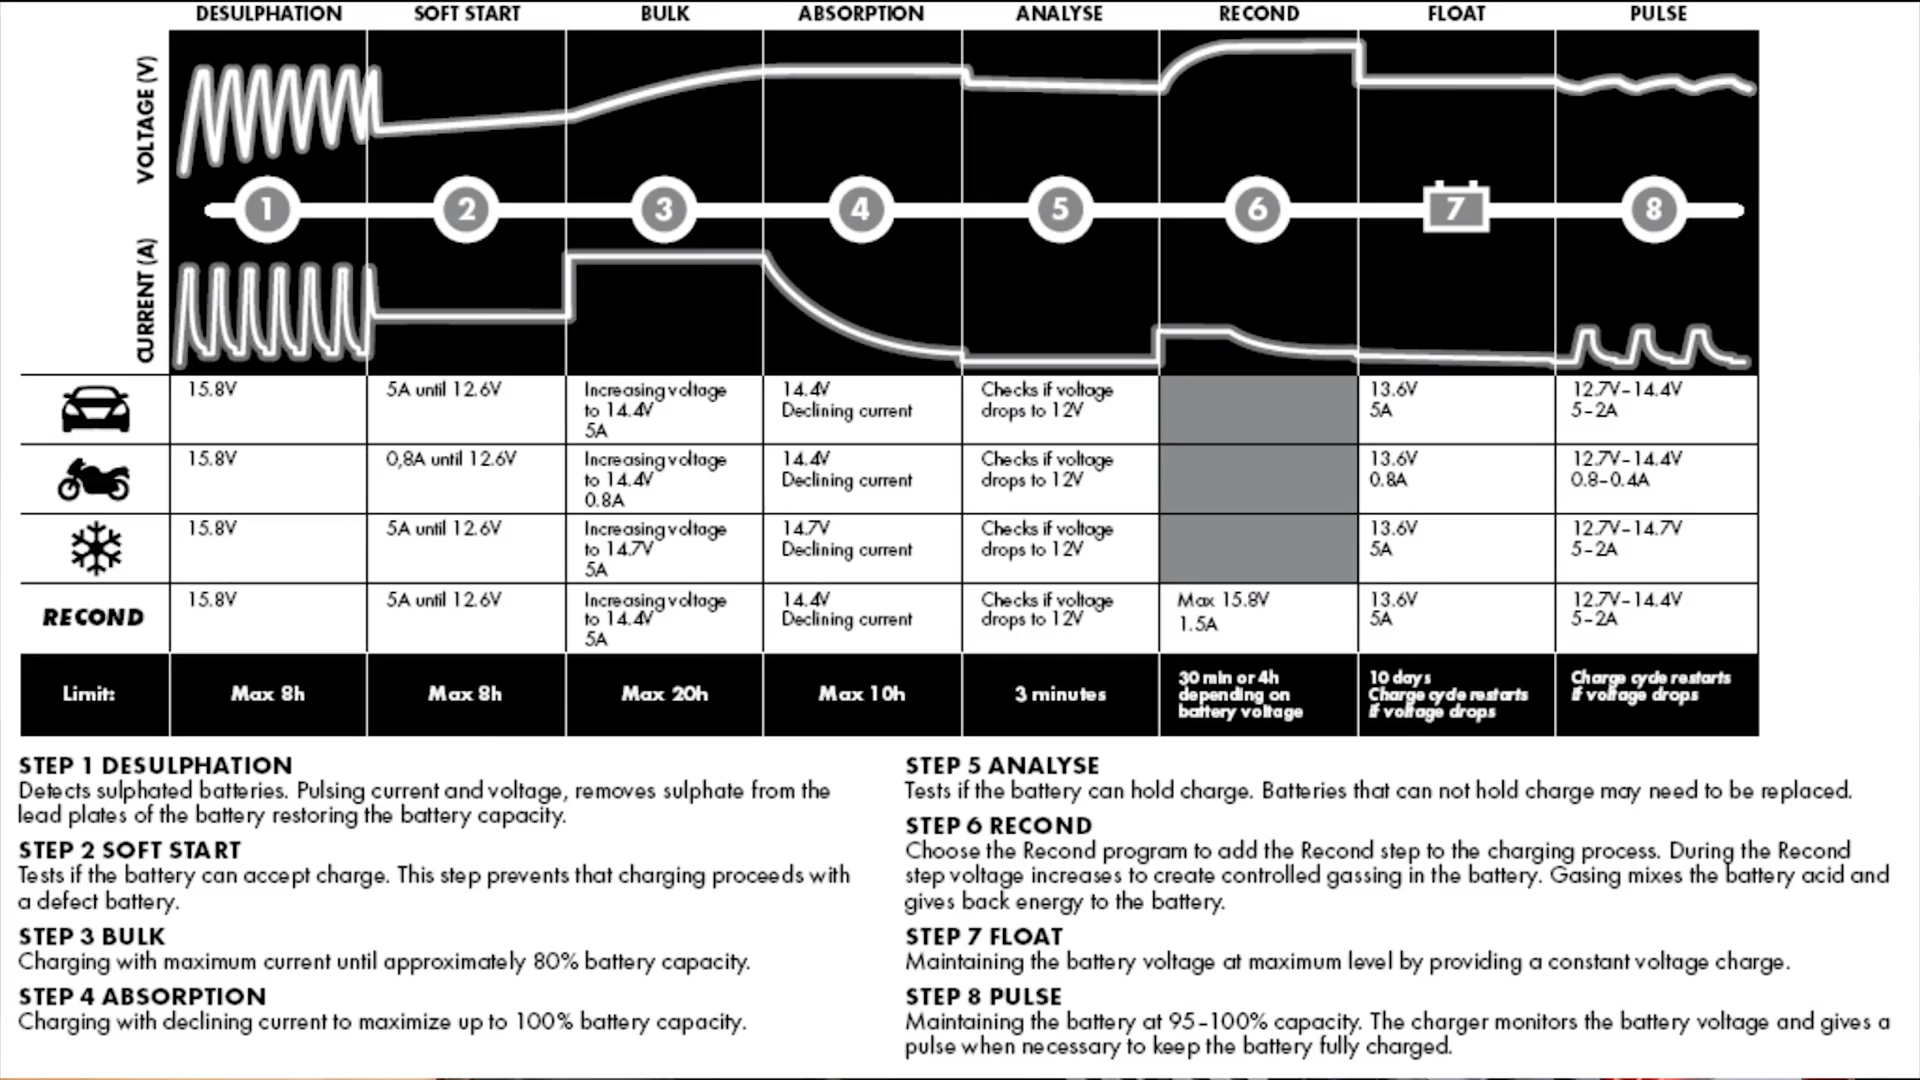 DESULPHATION SOFT START BULK ABSORPTION ANALYSE RECOND FLOAT PULSE
VOLTAGE (V)
1 2 3 4 5 6 7 8
CURRENT (A)
15.8V
5A until 12.6V
Increasing voltage
to 14.4V
5A
14.4V
Declining current
Checks if voltage
drops to 12V
13.6V
5A
12.7V-14.4V
5-2A
15.8V
0,8A until 12.6V
Increasing voltage
to 14.4V
0.8A
14.4V
Declining current
Checks if voltage
drops to 12V
13.6V
0.8A
12.7V-14.4V
0.8-0.4A
15.8V
5A until 12.6V
Increasing voltage
to 14.7V
5A
14.7V
Declining current
Checks if voltage
drops to 12V
13.6V
5A
12.7V-14.7V
5-2A
RECOND
15.8V
5A until 12.6V
Increasing voltage
to 14.4V
5A
14.4V
Declining current
Checks if voltage
drops to 12V
Max 15.8V
1.5A
13.6V
5A
12.7V-14.4V
5-2A
Limit:
Max 8h
Max 8h
Max 20h
Max 10h
3 minutes
30 min or 4h
depending on
battery voltage
10 days
Charge cycle restarts
if voltage drops
Charge cycle restarts
if voltage drops
STEP 1 DESULPHATION
Detects sulphated batteries. Pulsing current and voltage, removes sulphate from the
lead plates of the battery restoring the battery capacity.
STEP 2 SOFT START
Tests if the battery can accept charge. This step prevents that charging proceeds with
a defect battery.
STEP 3 BULK
Charging with maximum current until approximately 80% battery capacity.
STEP 4 ABSORPTION
Charging with declining current to maximize up to 100% battery capacity.
STEP 5 ANALYSE
Tests if the battery can hold charge. Batteries that can not hold charge may need to be replaced.
STEP 6 RECOND
Choose the Recond program to add the Recond step to the charging process. During the Recond
step voltage increases to create controlled gassing in the battery. Gasing mixes the battery acid and
gives back energy to the battery.
STEP 7 FLOAT
Maintaining the battery voltage at maximum level by providing a constant voltage charge.
STEP 8 PULSE
Maintaining the battery at 95-100% capacity. The charger monitors the battery voltage and gives a
pulse when necessary to keep the battery fully charged.